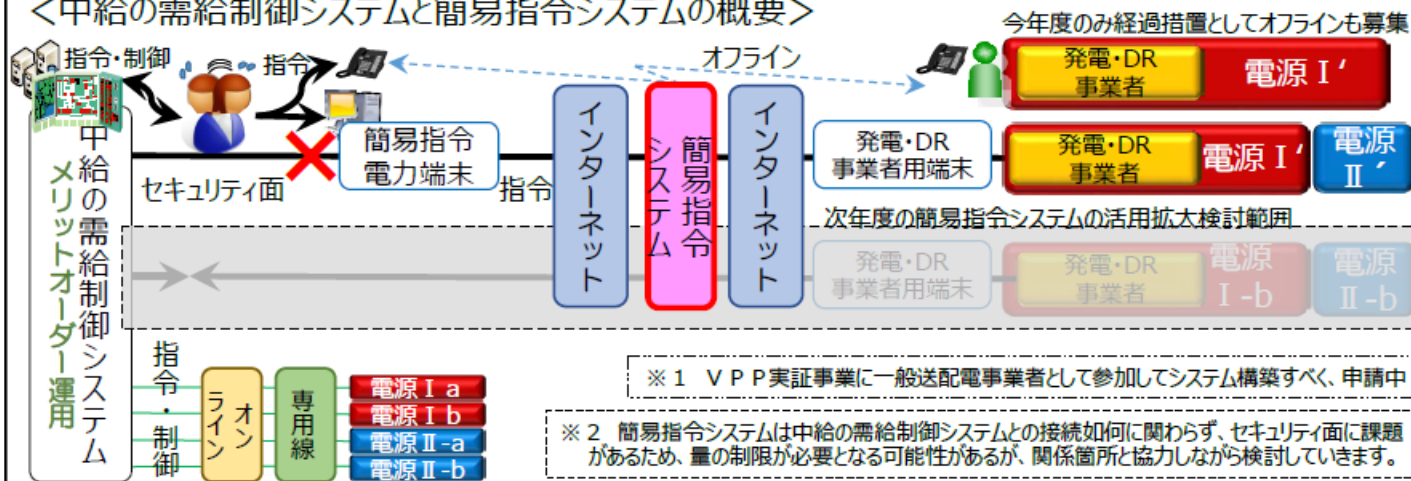 <中給の需給制御システムと簡易指令システムの概要>
今年度のみ経過措置としてオフラインも募集
指令・制御
指令
オフライン
発電・DR
事業者
電源Ⅰ'
中給の需給制御システム
メリットオーダー運用
セキュリティ面
簡易指令
電力端末
指令
インターネット
簡易指令
システム
インターネット
発電・DR
事業者用端末
発電・DR
事業者
電源Ⅰ'
電源
Ⅱ´
次年度の簡易指令システムの活用拡大検討範囲
発電・DR
事業者用端末
発電・DR
事業者
電源
Ⅰ-b
電源
Ⅱ-b
指令・制御
オン
ライン
専用線
電源Ⅰa
電源Ⅰb
電源Ⅱ-a
電源Ⅱ-b
※1 VPP実証事業に一般送配電事業者として参加してシステム構築すべく、申請中
※2 簡易指令システムは中給の需給制御システムとの接続如何に関わらず、セキュリティ面に課題
があるため、量の制限が必要となる可能性があるが、関係箇所と協力しながら検討していきます。